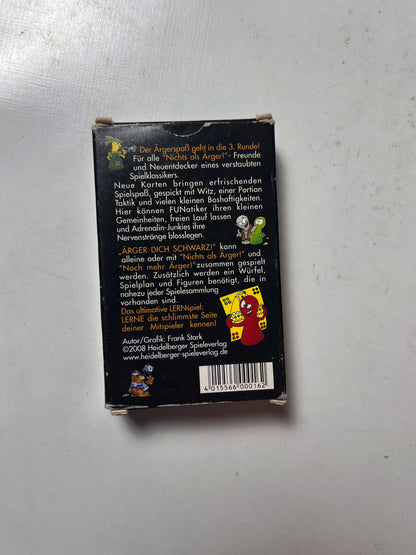 Der Ärgerspaß geht in die 3. Runde!
Für alle "Nichts als Ärger!"- Freunde
und Neuentdecker eines verstaubten
Spielklassikers.
Neue Karten bringen erfrischenden
Spielspaß, gespickt mit Witz, einer Portion
Taktik und vielen kleinen Boshaftigkeiten.
Hier können FUNatiker ihren kleinen
Gemeinheiten, freien Lauf lassen
und Adrenalin-Junkies ihre
Nervenstränge blosslegen.
„ÄRGER DICH SCHWARZ!" kann
alleine oder mit "Nichts als Ärger!" und
"Noch mehr Ärger!" zusammen gespielt
werden. Zusätzlich werden ein Würfel,
Spielplan und Figuren benötigt, die in
nahezu jeder Spielesammlung
vorhanden sind.
Das ultimative LERNspiel:
LERNE die schlimmste Seite
deiner Mitspieler kennen!
Autor/Grafik: Frank Stark
©2008 Heidelberger Spieleverlag
www.heidelberger-spieleverlag.de
4 015566 000162